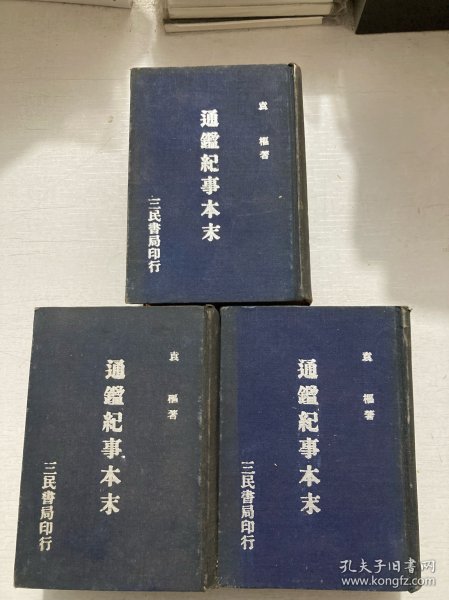 袁樞著
通鑑紀事本末
三民書局印行
袁樞著
通鑑紀事本末
三民書局印行
袁樞著
通鑑紀事本末
三民書局印行
孔夫子旧书网
www.kongfz.com